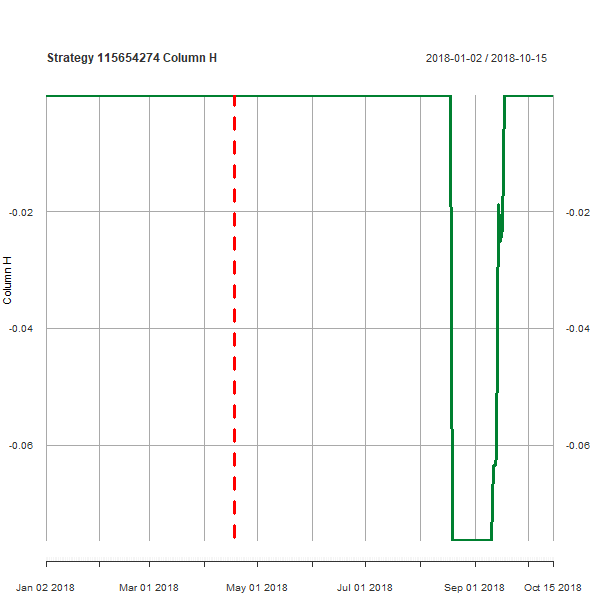 Strategy 115654274 Column H
2018-01-02 / 2018-10-15
-0.02
-0.02
Column H
-0.04
-0.04
-0.06
-0.06
Jan 02 2018
Mar 01 2018
May 01 2018
Jul 01 2018
Sep 01 2018
Oct 15 2018